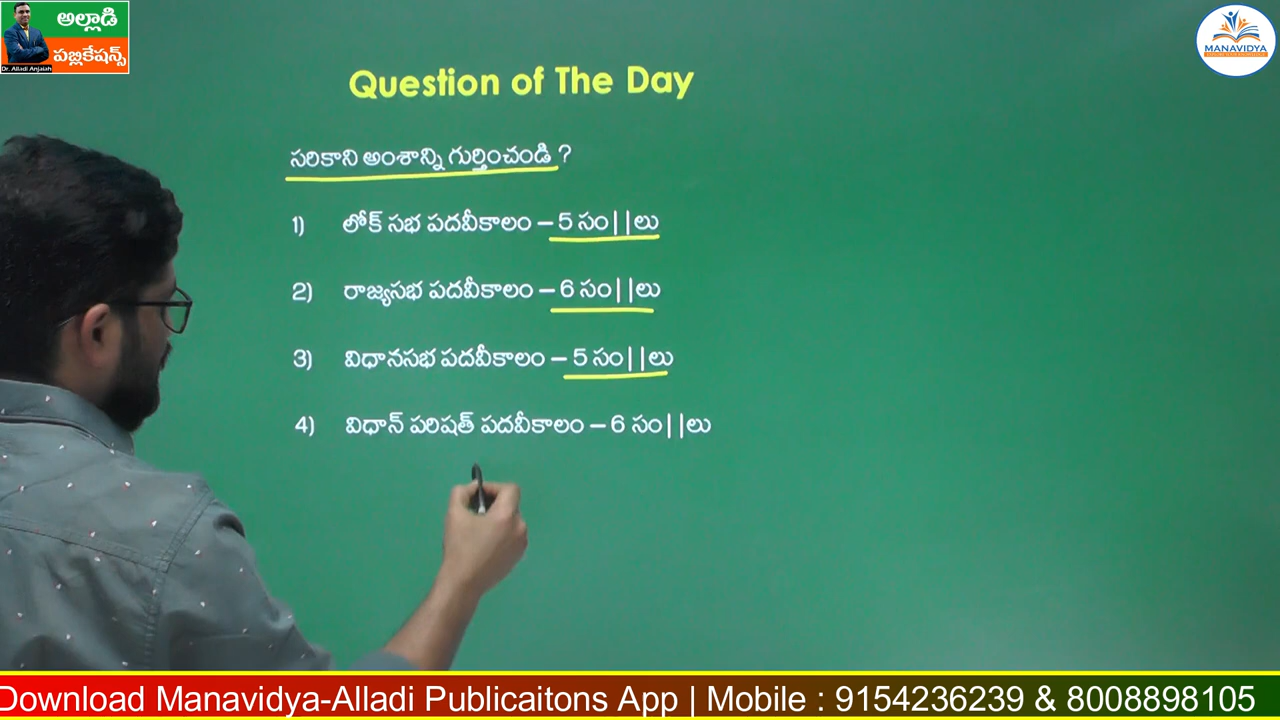 అల్లాడి
పబ్లికేషన్స్
Dr. Alladi Anjaiah
MANAVIDYA
Question of The Day
సరికాని అంశాన్ని గుర్తించండి ?
1) లోక్ సభ పదవీకాలం – 5 సం||లు
2) రాజ్యసభ పదవీకాలం – 6 సం||లు
3) విధానసభ పదవీకాలం – 5 సం||లు
4) విధాన్ పరిషత్ పదవీకాలం – 6 సం||లు
Download Manavidya-Alladi Publicaitons App | Mobile : 9154236239 & 8008898105